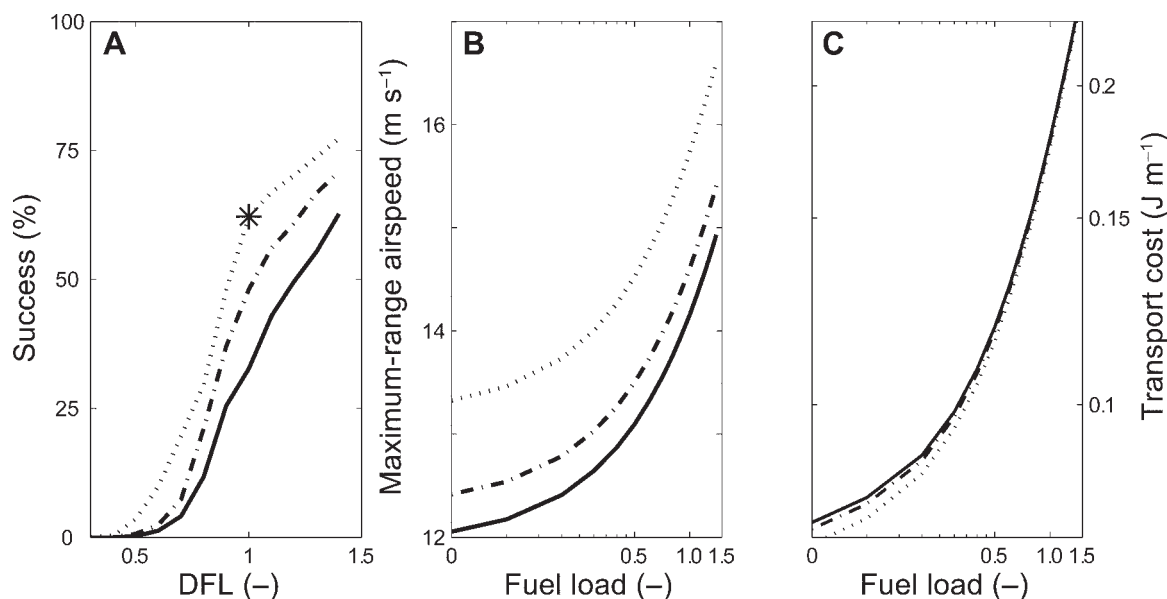 A
100
75
50
25
0
Success (%)
0.5
1
1.5
DFL (–)
B
16
14
12
Maximum-range airspeed (m s⁻¹)
0
0.5
1.0
1.5
Fuel load (–)
C
0.2
0.15
0.1
Transport cost (J m⁻¹)
0
0.5
1.0
1.5
Fuel load (–)